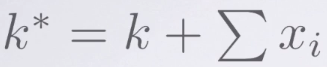 k* = k + ∑ xᵢ